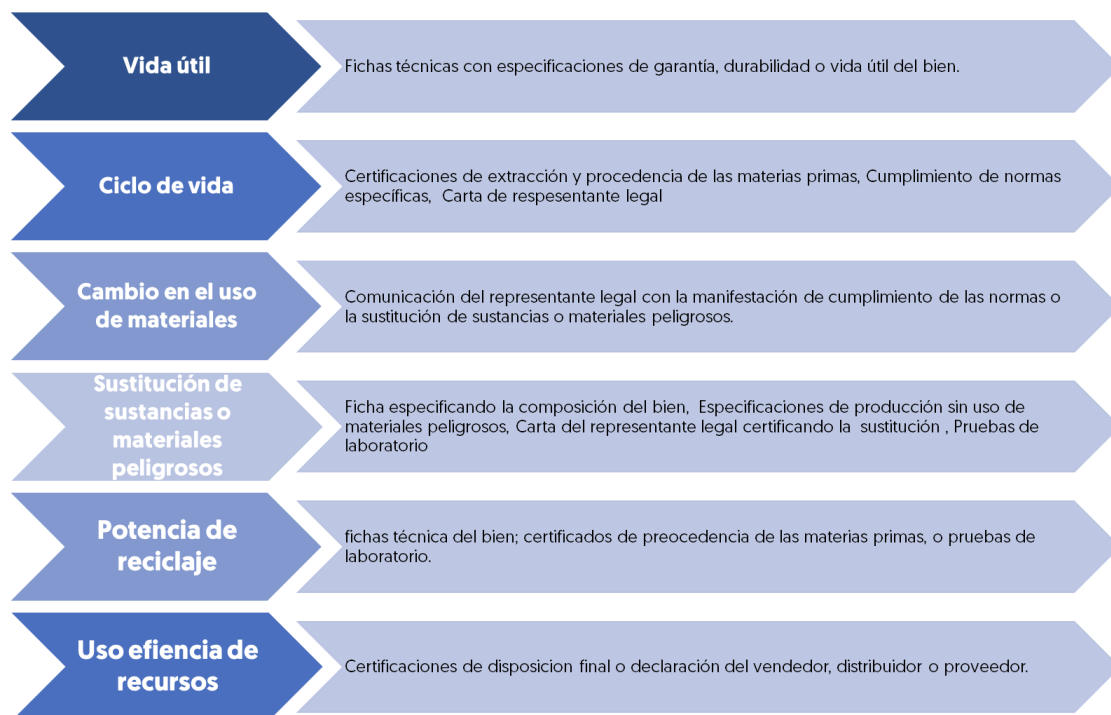 Vida útil
Fichas técnicas con especificaciones de garantía, durabilidad o vida útil del bien.
Ciclo de vida
Certificaciones de extracción y procedencia de las materias primas, Cumplimiento de normas
específicas,  Carta de respesentante legal
Cambio en el uso
de materiales
Comunicación del representante legal con la manifestación de cumplimiento de las normas o
la sustitución de sustancias o materiales peligrosos.
Sustitución de
sustancias o
materiales
peligrosos
Ficha especificando la composición del bien,  Especificaciones de producción sin uso de
materiales peligrosos, Carta del representante legal certificando la  sustitución , Pruebas de
laboratorio
Potencia de
reciclaje
fichas técnica del bien; certificados de preocedencia de las materias primas, o pruebas de
laboratorio.
Uso efiencia de
recursos
Certificaciones de disposicion final o declaración del vendedor, distribuidor o proveedor.